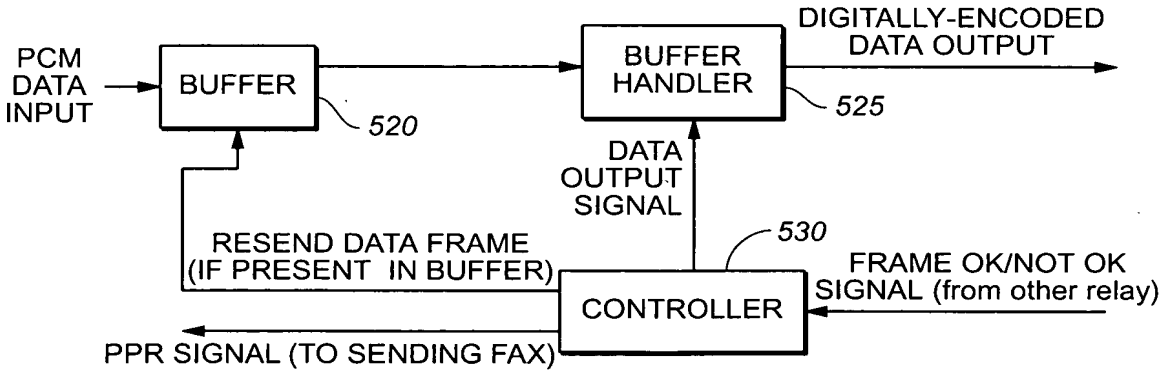 PCM
DATA
INPUT
BUFFER
520
BUFFER
HANDLER
525
DIGITALLY-ENCODED
DATA OUTPUT
DATA
OUTPUT
SIGNAL
RESEND DATA FRAME
(IF PRESENT IN BUFFER)
530
CONTROLLER
FRAME OK/NOT OK
SIGNAL (from other relay)
PPR SIGNAL (TO SENDING FAX)